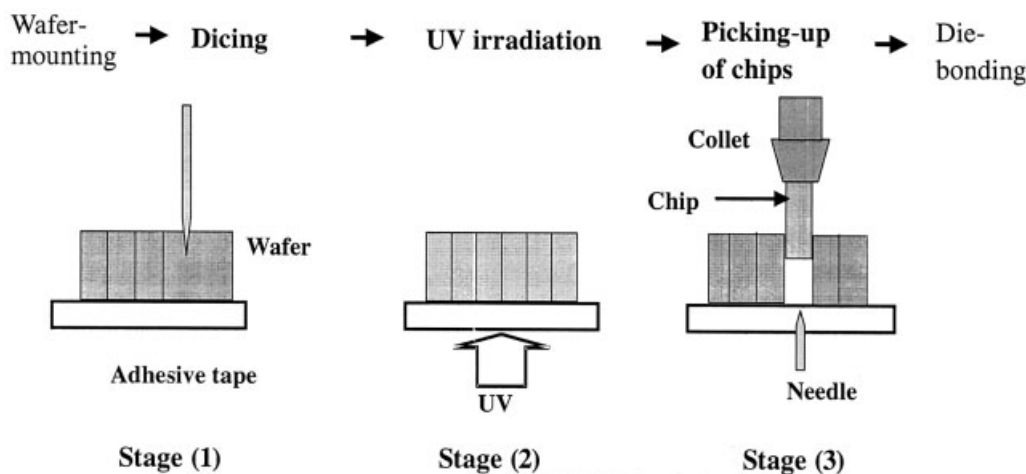 Wafer-
mounting
Dicing
UV irradiation
Picking-up
of chips
Die-
bonding
Collet
Chip
Wafer
Adhesive tape
UV
Needle
Stage (1)
Stage (2)
Stage (3)